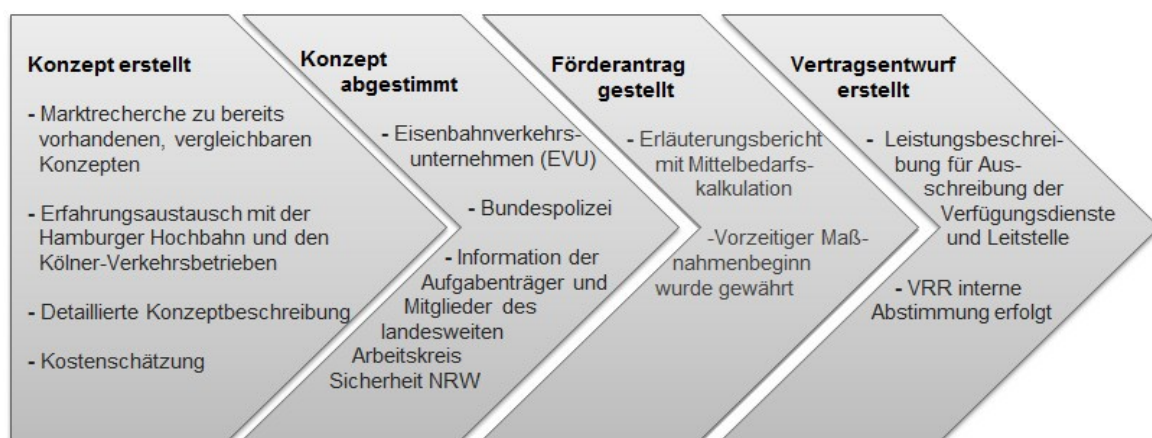 Konzept erstellt
- Marktrecherche zu bereits
vorhandenen, vergleichbaren
Konzepten
- Erfahrungsaustausch mit der
Hamburger Hochbahn und den
Kölner-Verkehrsbetrieben
- Detaillierte Konzeptbeschreibung
- Kostenschätzung
Konzept
abgestimmt
- Eisenbahnverkehrs-
unternehmen (EVU)
- Bundespolizei
- Information der
Aufgabenträger und
Mitglieder des
landesweiten
Arbeitskreis
Sicherheit NRW
Förderantrag
gestellt
- Erläuterungsbericht
mit Mittelbedarfs-
kalkulation
-Vorzeitiger Maß-
nahmenbeginn
wurde gewährt
Vertragsentwurf
erstellt
- Leistungsbeschrei-
bung für Aus-
schreibung der
Verfügungsdienste
und Leitstelle
- VRR interne
Abstimmung erfolgt